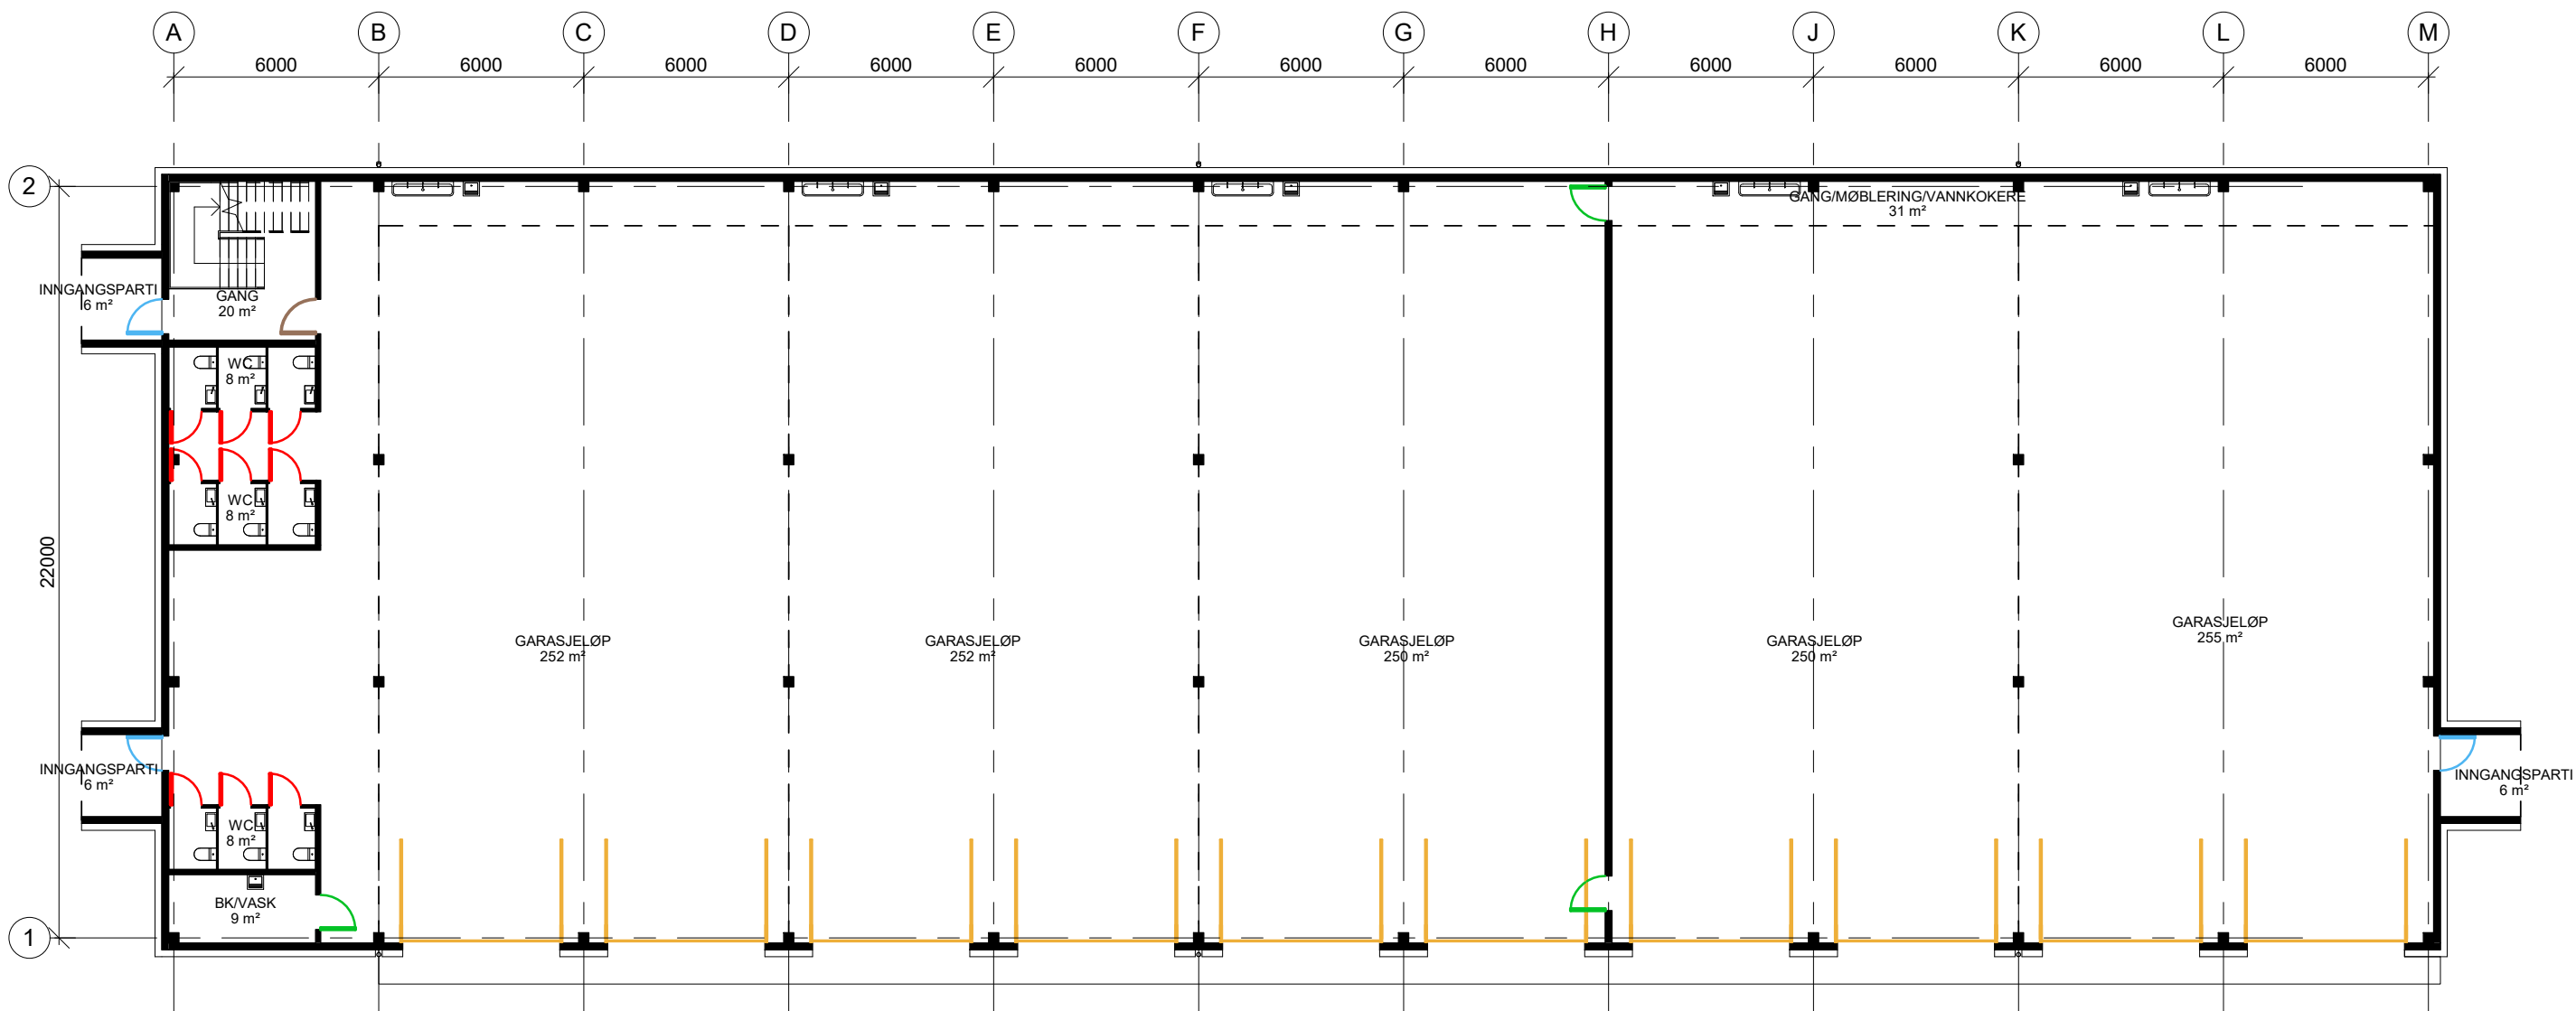 A B C D E F G H J K L M
6000 6000 6000 6000 6000 6000 6000 6000 6000 6000 6000
2
GANG/MØBLERING/VANNKOKERE
31 m²
INNGANGSPARTI
6 m²
GANG
20 m²
WC
8 m²
WC
8 m²
22000
GARASJELØP
252 m²
GARASJELØP
252 m²
GARASJELØP
250 m²
GARASJELØP
250 m²
GARASJELØP
255 m²
INNGANGSPARTI
6 m²
INNGANGSPARTI
6 m²
WC
8 m²
BK/VASK
9 m²
1